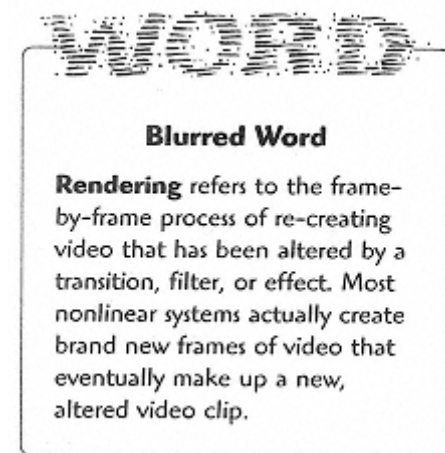 WORD
Blurred Word
Rendering refers to the frame-
by-frame process of re-creating
video that has been altered by a
transition, filter, or effect. Most
nonlinear systems actually create
brand new frames of video that
eventually make up a new,
altered video clip.